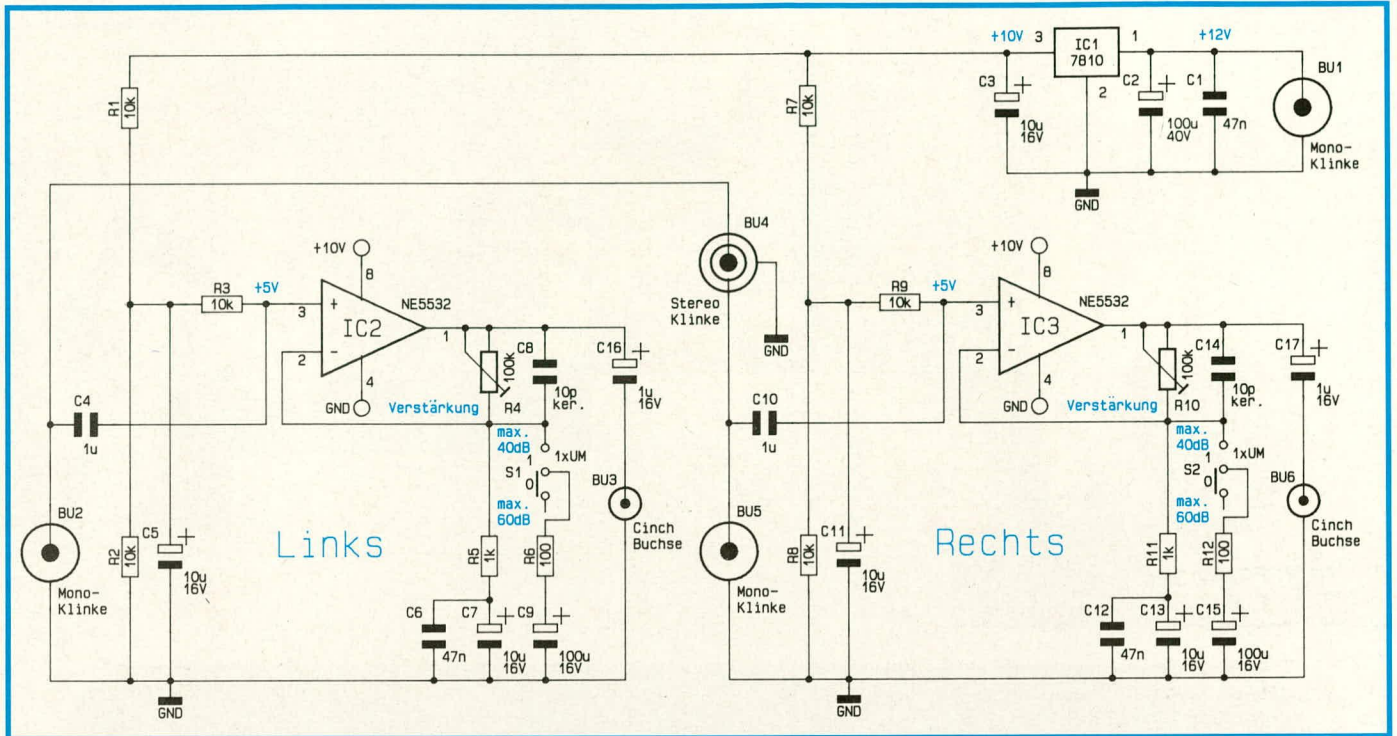 +10V
3
IC1
7810
1
+12V
BU1
Mono-
Klinke
2
C3
+
10u
16V
C2
+
100u
40V
C1
47n
GND
R1
10k
R7
10k
BU4
Stereo
Klinke
GND
+10V
8
R3
10k
+5V
3
+
2
-
IC2
NE5532
1
4
GND
Verstärkung
100k
R4
C8
10p
ker.
C16
+
1u
16V
C4
1u
max.
40dB
1
1xUM
S1
0
max.
60dB
BU3
Cinch
Buchse
BU2
Mono-
Klinke
R2
10k
C5
+
10u
16V
Links
R5
1k
R6
100
C6
47n
C7
+
10u
16V
C9
+
100u
16V
GND
+10V
8
R9
10k
+5V
3
+
2
-
IC3
NE5532
1
4
GND
Verstärkung
100k
R10
C14
10p
ker.
C17
+
1u
16V
C10
1u
max.
40dB
1
1xUM
S2
0
max.
60dB
BU6
Cinch
Buchse
BU5
Mono-
Klinke
R8
10k
C11
+
10u
16V
Rechts
R11
1k
R12
100
C12
47n
C13
+
10u
16V
C15
+
100u
16V
GND